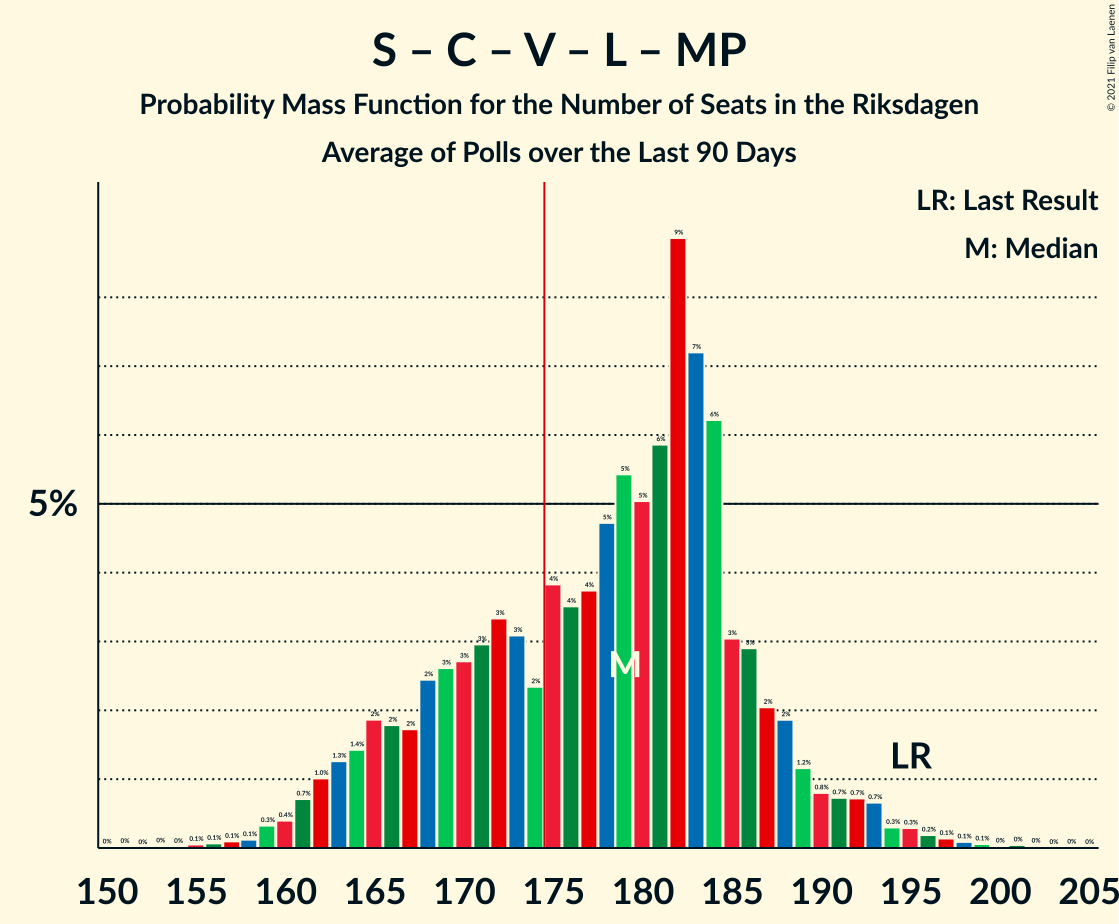 S – C – V – L – MP
Probability Mass Function for the Number of Seats in the Riksdagen
Average of Polls over the Last 90 Days
© 2021 Filip van Laenen
LR: Last Result
M: Median
5%
0% 0% 0% 0% 0% 0.1% 0.1% 0.1% 0.1% 0.3% 0.4% 0.7% 1.0% 1.3% 1.4% 2% 2% 2% 2% 3% 3% 3% 3% 3% 2% 4% 4% 4% 5% 5% 5% 6% 9% 7% 6% 3% 3% 2% 2% 1.2% 0.8% 0.7% 0.7% 0.7% 0.3% 0.3% 0.2% 0.1% 0.1% 0.1% 0% 0% 0% 0% 0% 0%
M
LR
150 155 160 165 170 175 180 185 190 195 200 205